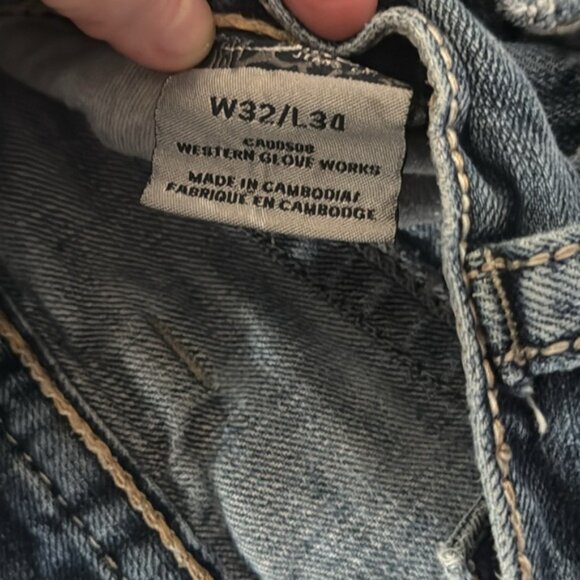 W32/L34
CA00508
WESTERN GLOVE WORKS
MADE IN CAMBODIA/
FABRIQUE EN CAMBODGE